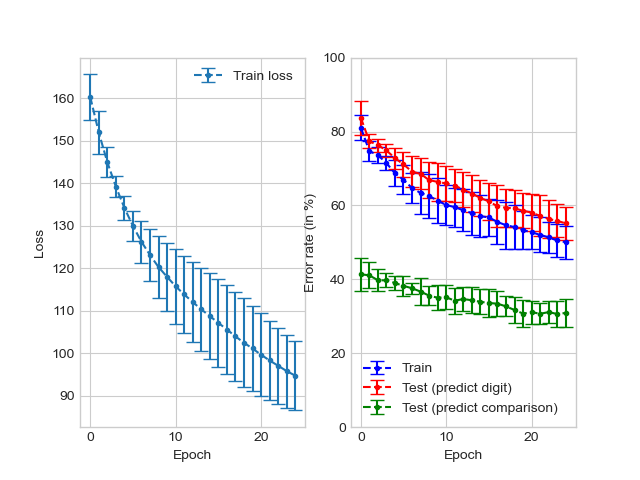 Train loss
160
150
140
130
120
110
100
90
Loss
0
10
20
Epoch
100
80
60
40
20
0
Error rate (in %)
Train
Test (predict digit)
Test (predict comparison)
0
10
20
Epoch